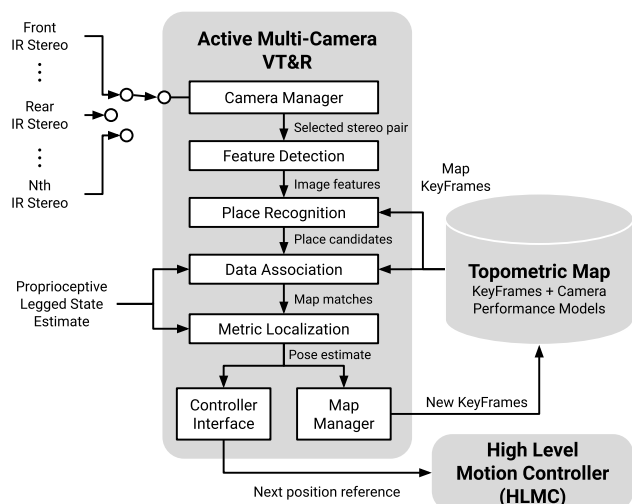 Front
IR Stereo
Rear
IR Stereo
Nth
IR Stereo
Active Multi-Camera
VT&R
Camera Manager
Selected stereo pair
Feature Detection
Image features
Place Recognition
Place candidates
Data Association
Map matches
Metric Localization
Pose estimate
Controller
Interface
Map
Manager
Proprioceptive
Legged State
Estimate
Map
KeyFrames
Topometric Map
KeyFrames + Camera
Performance Models
New KeyFrames
High Level
Motion Controller
(HLMC)
Next position reference